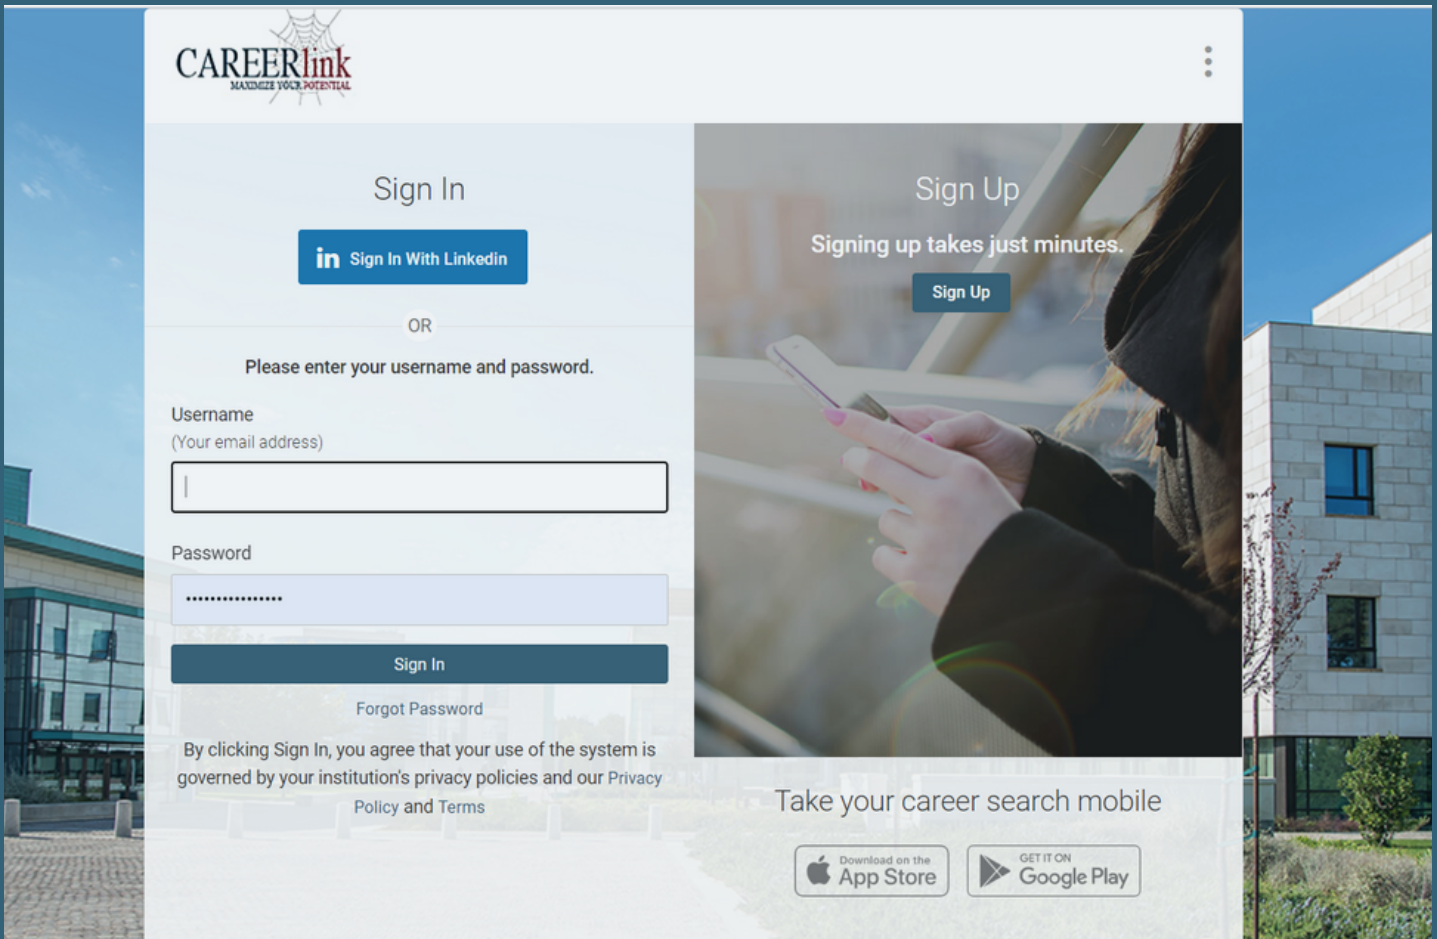 CAREERlink
MAXIMIZE YOUR POTENTIAL
Sign In
in Sign In With Linkedin
OR
Please enter your username and password.
Username
(Your email address)
Password
••••••••••••••••
Sign In
Forgot Password
By clicking Sign In, you agree that your use of the system is
governed by your institution's privacy policies and our Privacy
Policy and Terms
Sign Up
Signing up takes just minutes.
Sign Up
Take your career search mobile
Download on the
App Store
GET IT ON
Google Play